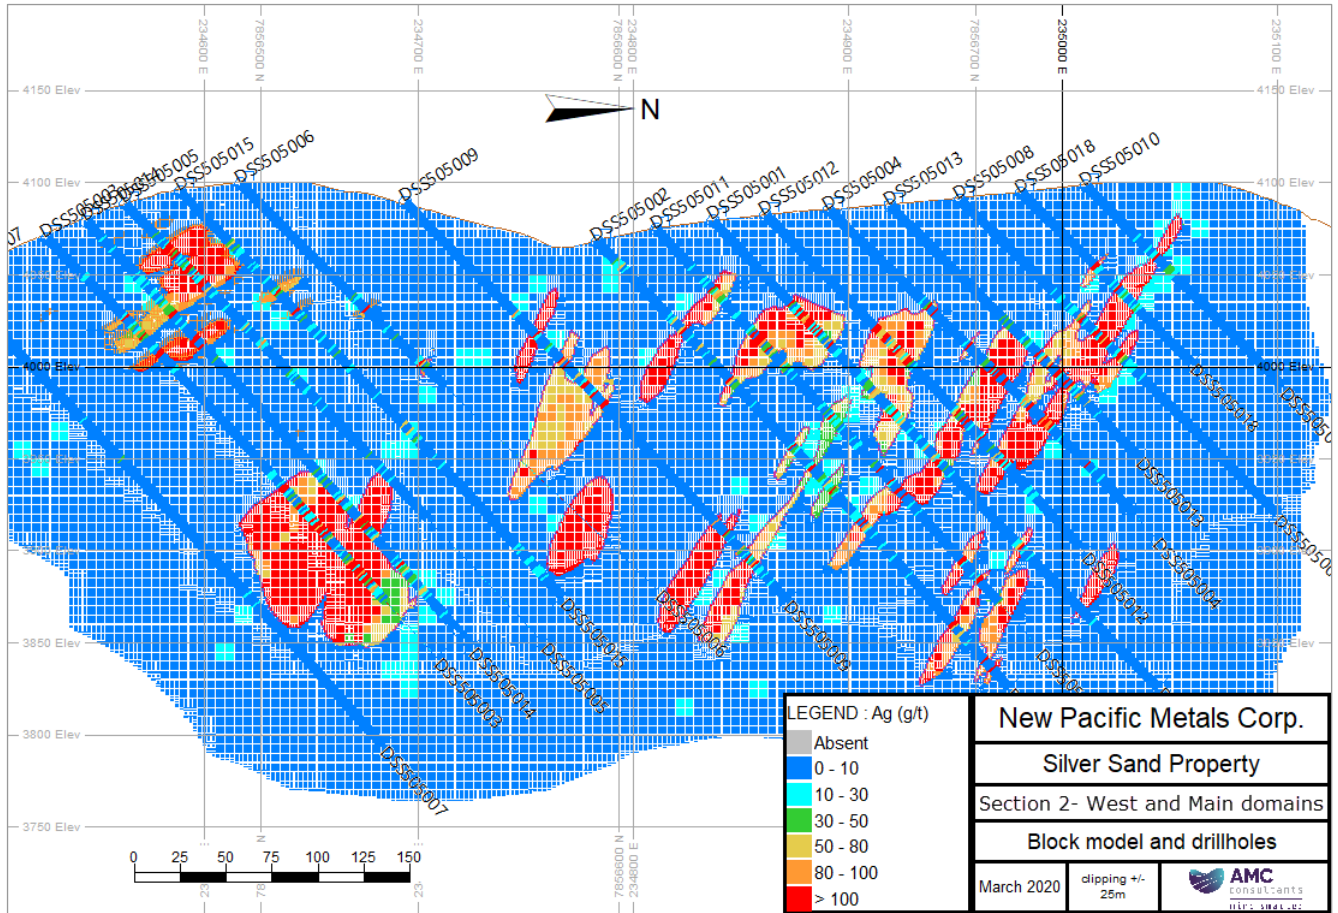 234600 E
7856500 N
234700 E
7856600 N
234800 E
234900 E
7856700 N
235000 E
235100 E
4150 Elev
4150 Elev
N
4100 Elev
4100 Elev
07
DSS505003
DSS505014
DSS505005
DSS505015
DSS505006
DSS505009
DSS505002
DSS505011
DSS505001
DSS505012
DSS505004
DSS505013
DSS505008
DSS505018
DSS505010
4000 Elev
4000 Elev
DSS505018
DSS505013
DSS505004
DSS505012
DSS505006
DSS505009
DSS505015
DSS505005
DSS505014
DSS505003
DSS505007
3850 Elev
3800 Elev
3750 Elev
0 25 50 75 100 125 150
7856600 N
234800 E
LEGEND : Ag (g/t)
Absent
0 - 10
10 - 30
30 - 50
50 - 80
80 - 100
> 100
New Pacific Metals Corp.
Silver Sand Property
Section 2- West and Main domains
Block model and drillholes
March 2020
clipping +/-
25m
AMC
consultants